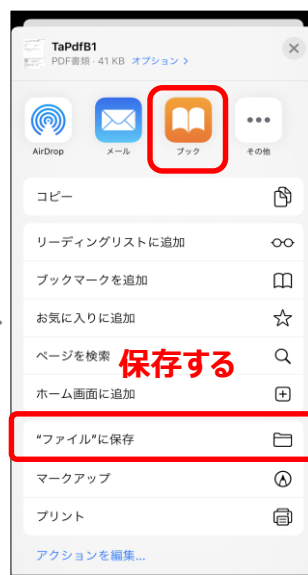 TaPdfB1
PDF書類・41 KB オプション >
AirDrop
メール
ブック
その他
コピー
リーディングリストに追加
ブックマークを追加
お気に入りに追加
ページを検索
保存する
ホーム画面に追加
"ファイル"に保存
マークアップ
プリント
アクションを編集...